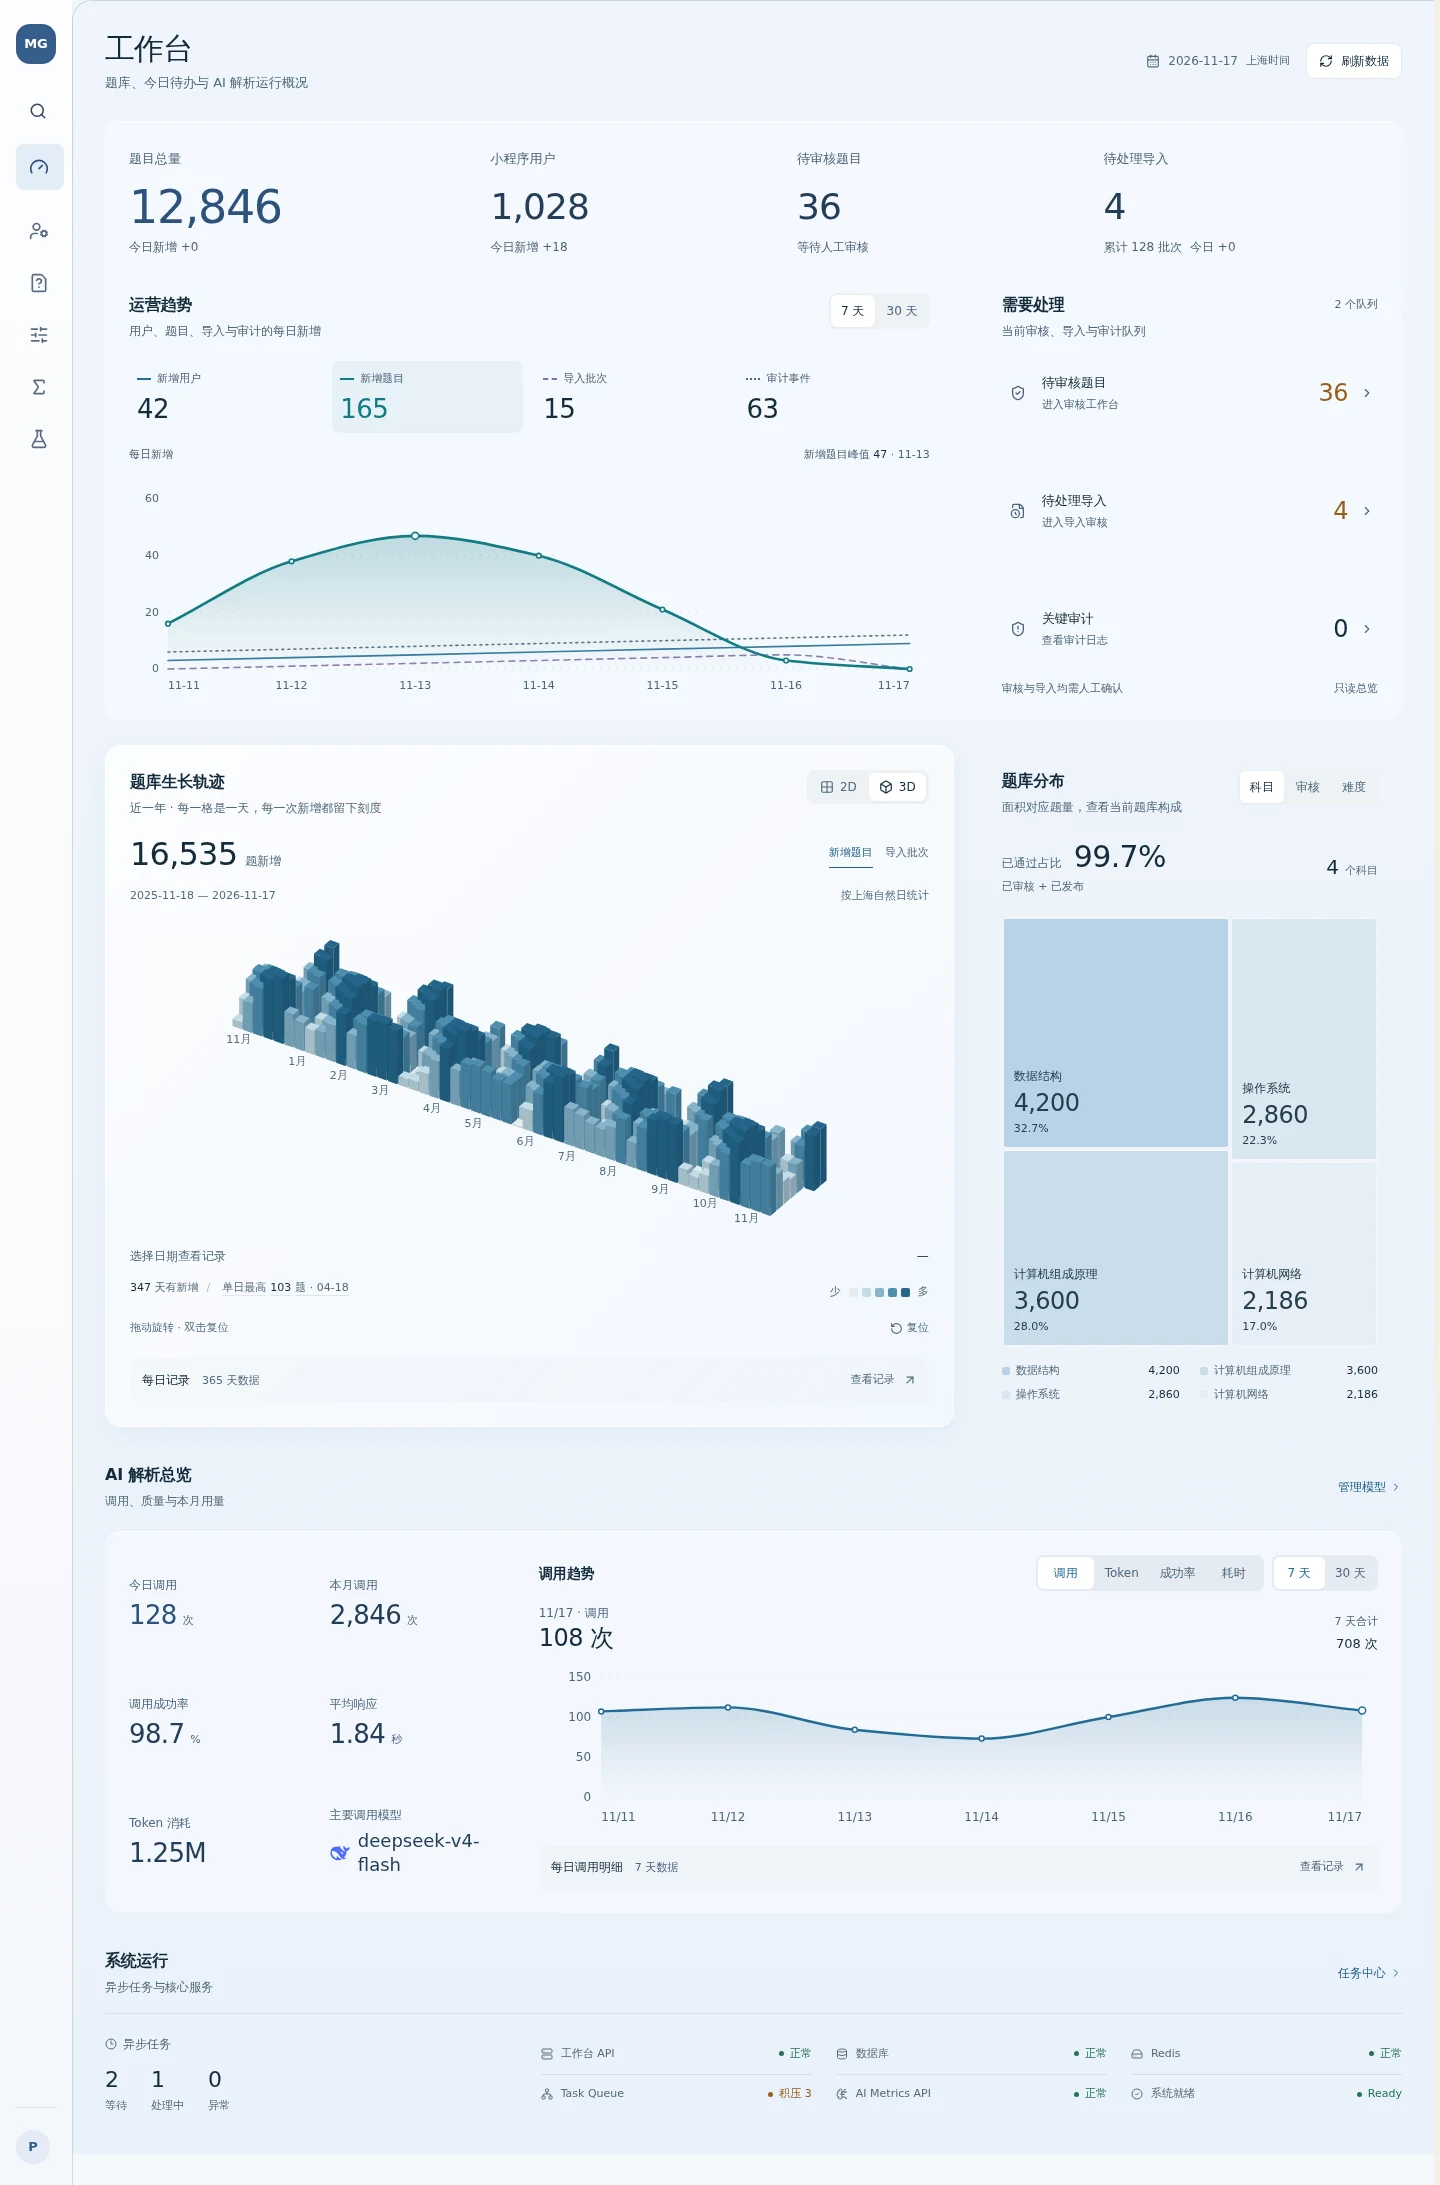 MG
工作台
题库、今日待办与 AI 解析运行概况
2026-11-17 上海时间
刷新数据
题目总量
12,846
今日新增 +0
小程序用户
1,028
今日新增 +18
待审核题目
36
等待人工审核
待处理导入
4
累计 128 批次 今日 +0
运营趋势
用户、题目、导入与审计的每日新增
7 天 30 天
新增用户
42
新增题目
165
导入批次
15
审计事件
63
每日新增
新增题目峰值 47 · 11-13
60
40
20
0
11-11 11-12 11-13 11-14 11-15 11-16 11-17
需要处理
2 个队列
当前审核、导入与审计队列
待审核题目
进入审核工作台
36
待处理导入
进入导入审核
4
关键审计
查看审计日志
0
审核与导入均需人工确认
只读总览
题库生长轨迹
近一年 · 每一格是一天，每一次新增都留下刻度
2D 3D
16,535 题新增
新增题目 导入批次
2025-11-18 — 2026-11-17
按上海自然日统计
11月
1月
2月
3月
4月
5月
6月
7月
8月
9月
10月
11月
选择日期查看记录
—
347 天有新增 / 单日最高 103 题 · 04-18
少 多
拖动旋转 · 双击复位
复位
每日记录 365 天数据
查看记录
题库分布
面积对应题量，查看当前题库构成
科目 审核 难度
已通过占比 99.7%
已审核 + 已发布
4 个科目
数据结构
4,200
32.7%
操作系统
2,860
22.3%
计算机组成原理
3,600
28.0%
计算机网络
2,186
17.0%
数据结构 4,200 计算机组成原理 3,600
操作系统 2,860 计算机网络 2,186
AI 解析总览
调用、质量与本月用量
管理模型
今日调用
128 次
本月调用
2,846 次
调用成功率
98.7 %
平均响应
1.84 秒
Token 消耗
1.25M
主要调用模型
deepseek-v4-
flash
调用趋势
调用 Token 成功率 耗时
7 天 30 天
11/17 · 调用
108 次
7 天合计
708 次
150
100
50
0
11/11 11/12 11/13 11/14 11/15 11/16 11/17
每日调用明细 7 天数据
查看记录
系统运行
异步任务与核心服务
任务中心
异步任务
2 1 0
等待 处理中 异常
工作台 API 正常
数据库 正常
Redis 正常
Task Queue 积压 3
AI Metrics API 正常
系统就绪 Ready
P